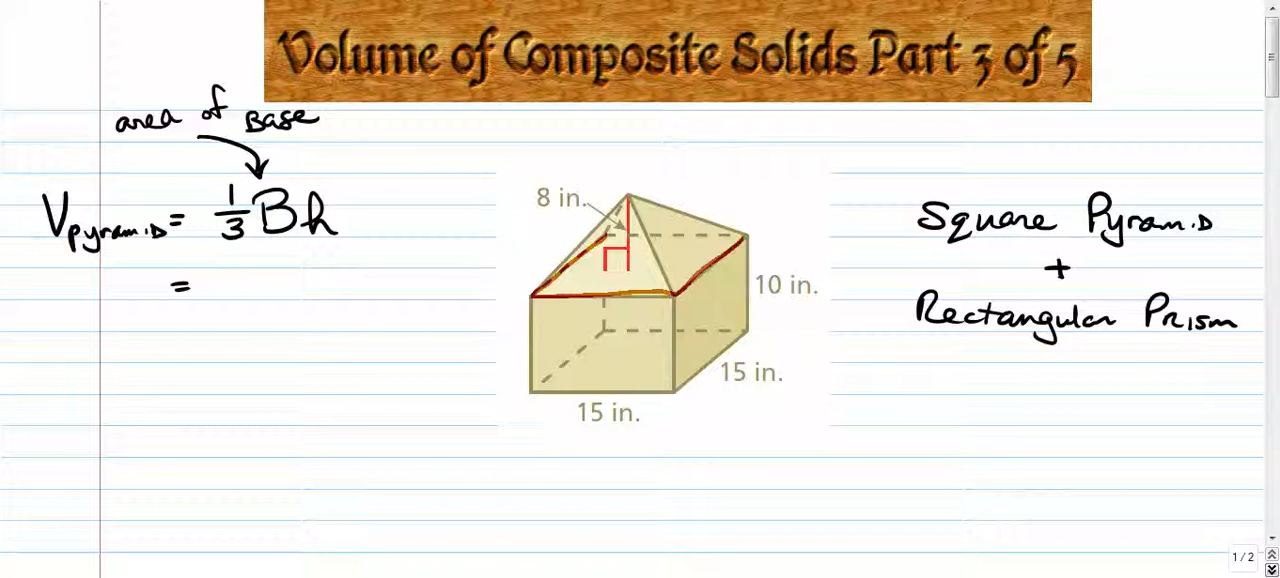 Volume of Composite Solids Part 3 of 5
area of Base
V pyramid = 1/3 Bh
=
8 in.
10 in.
15 in.
15 in.
Square Pyramid
+
Rectangular Prism
1 / 2